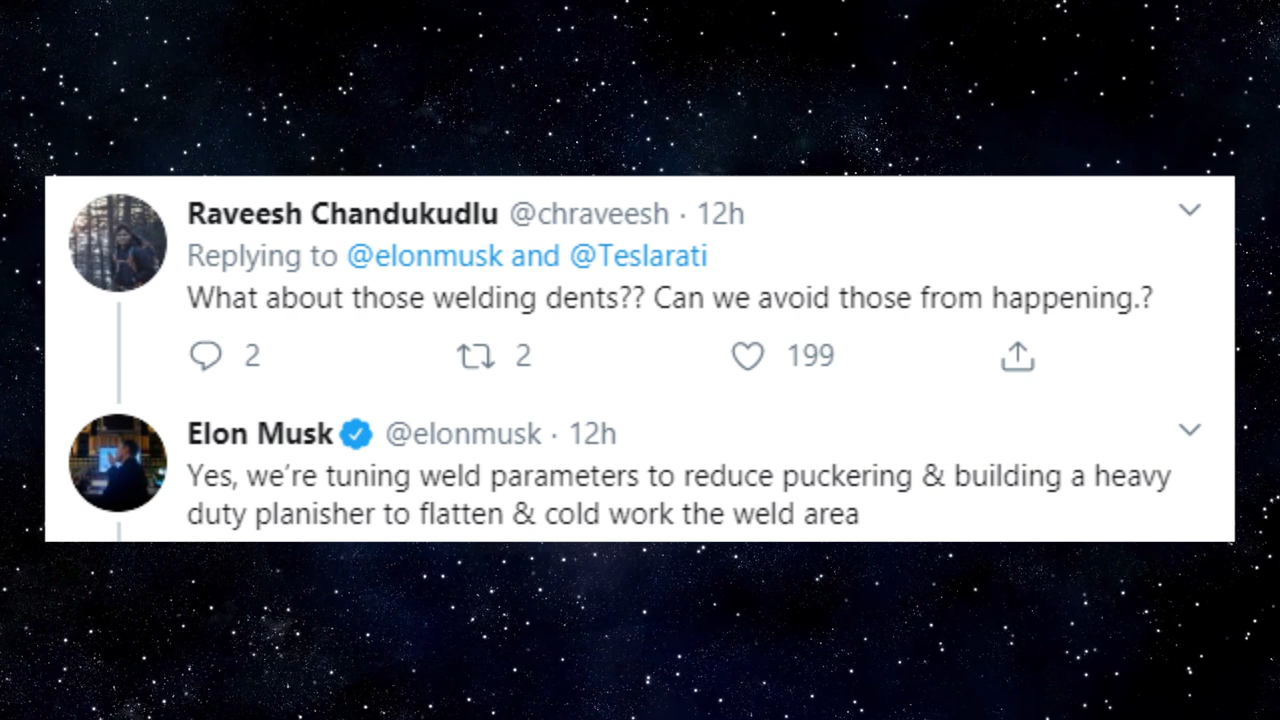 Raveesh Chandukudlu @chraveesh · 12h
Replying to @elonmusk and @Teslarati
What about those welding dents?? Can we avoid those from happening.?
2 2 199
Elon Musk @elonmusk · 12h
Yes, we’re tuning weld parameters to reduce puckering & building a heavy
duty planisher to flatten & cold work the weld area